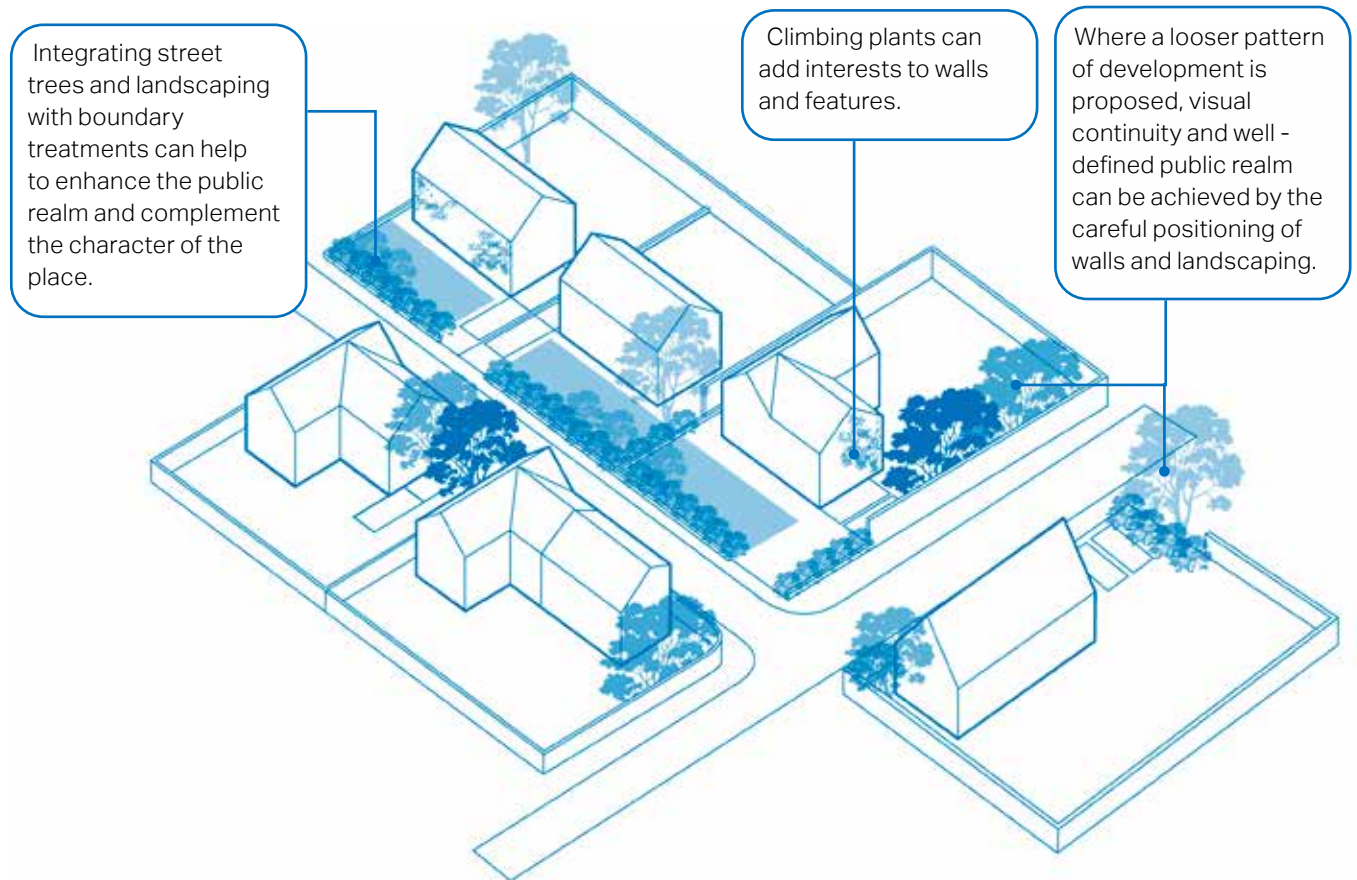 Integrating street
trees and landscaping
with boundary
treatments can help
to enhance the public
realm and complement
the character of the
place.
Climbing plants can
add interests to walls
and features.
Where a looser pattern
of development is
proposed, visual
continuity and well -
defined public realm
can be achieved by the
careful positioning of
walls and landscaping.